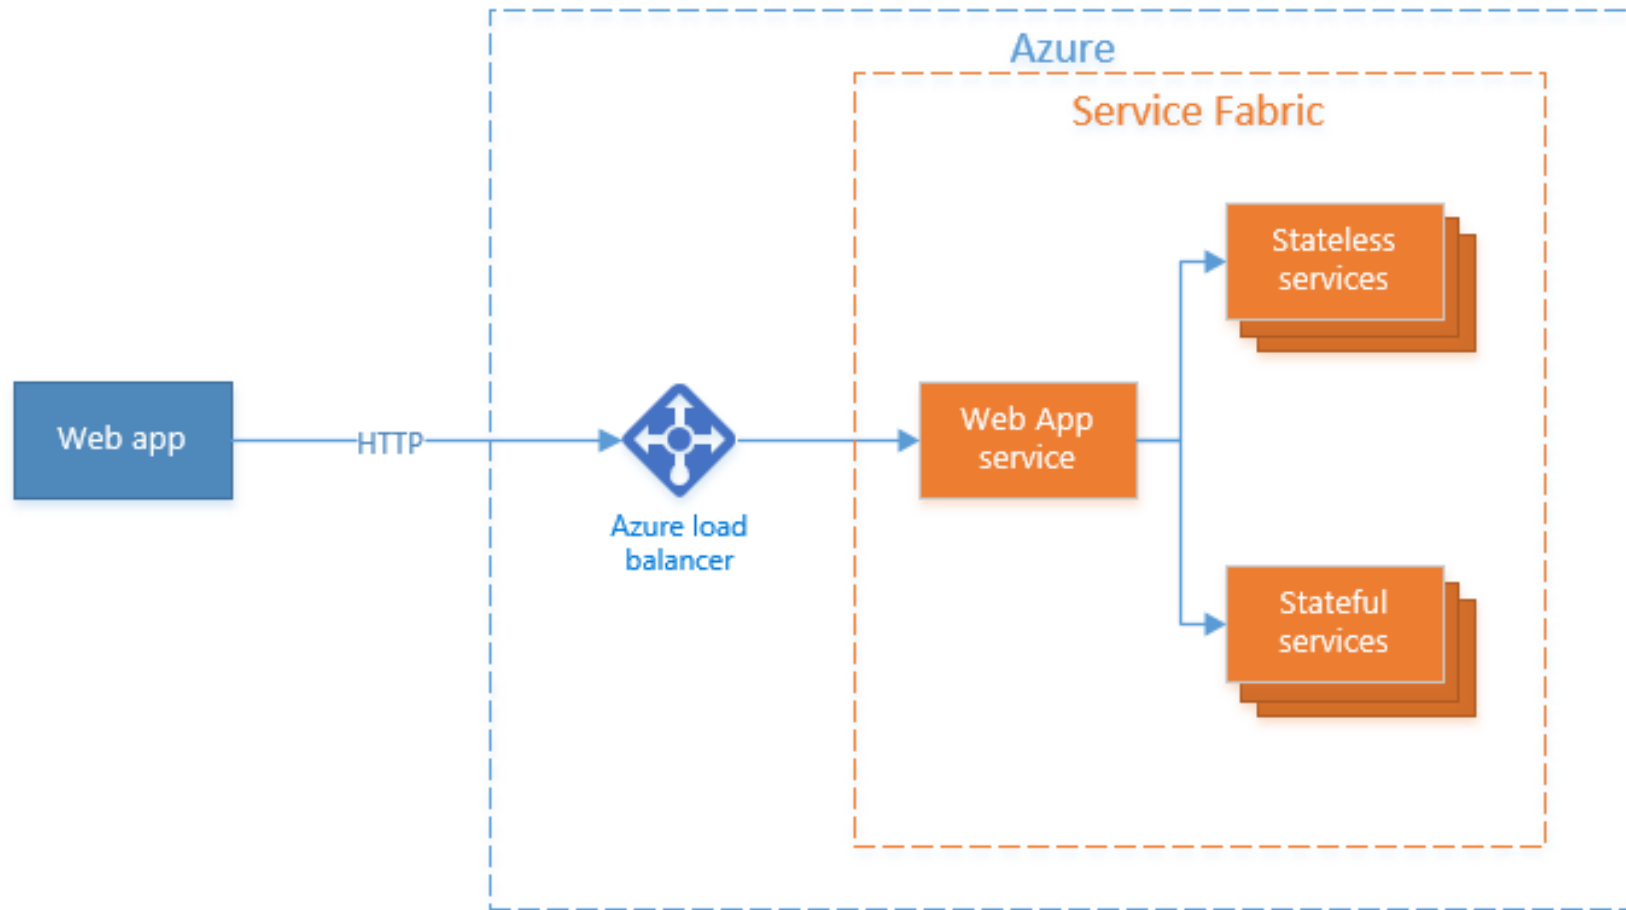 Azure
Service Fabric
Stateless
services
Web app
HTTP
Web App
service
Azure load
balancer
Stateful
services